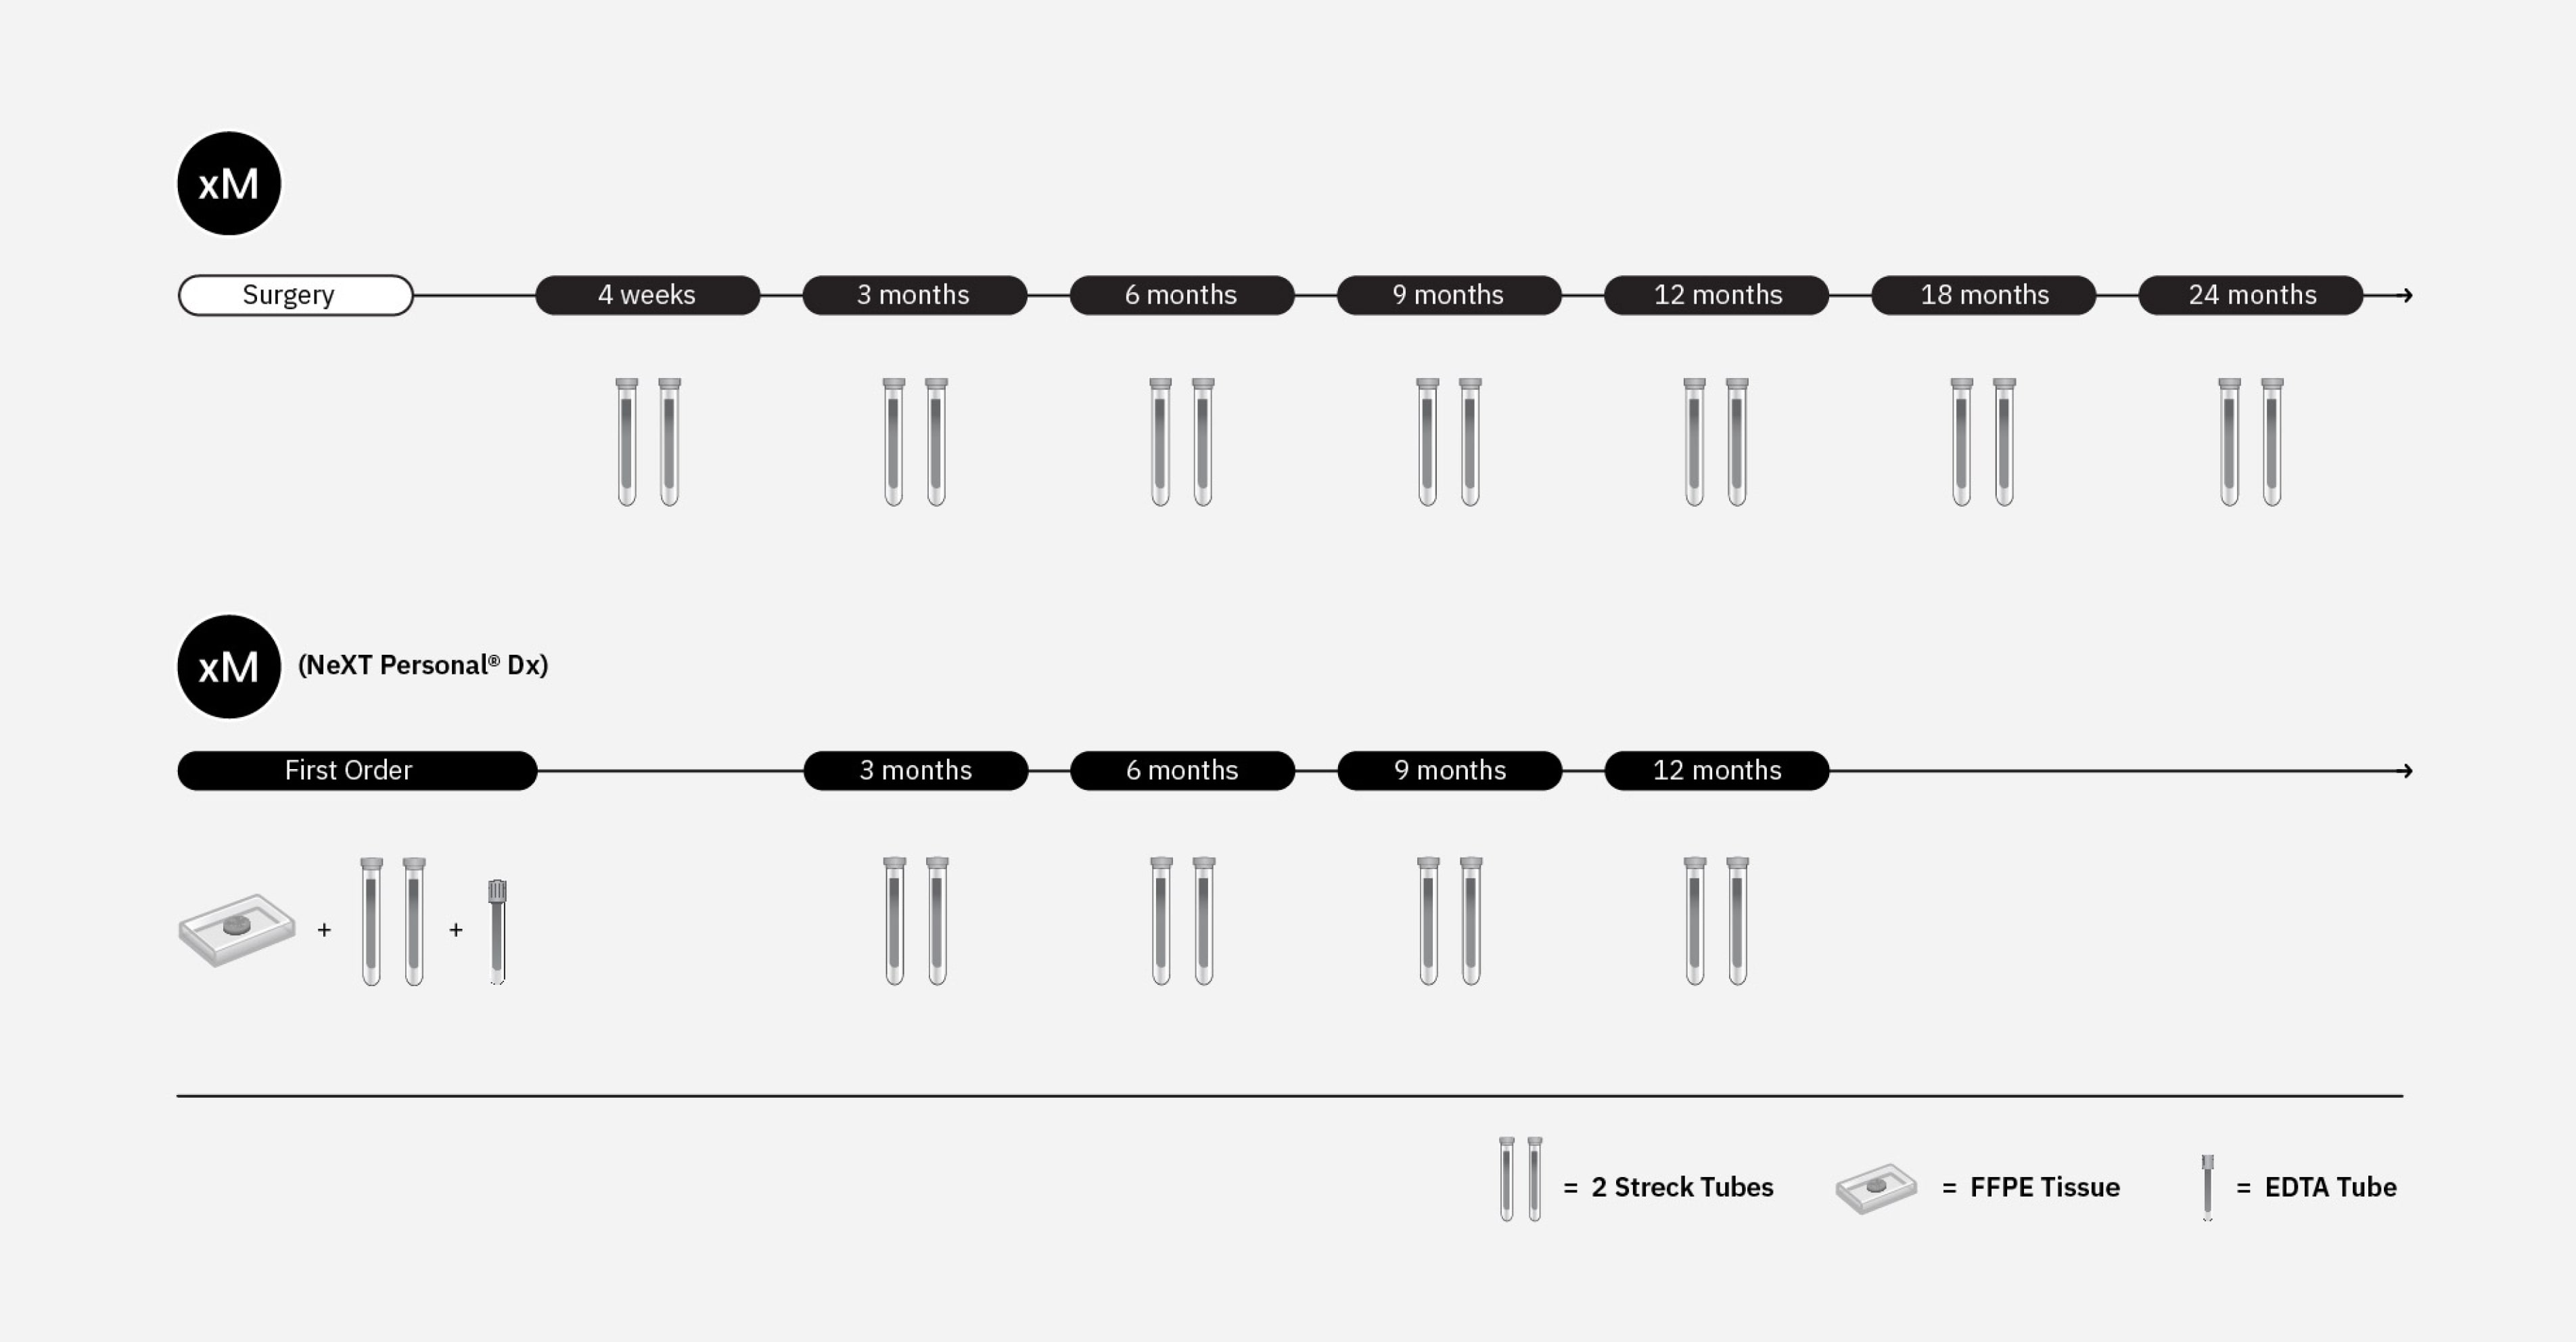 xM
Surgery
4 weeks
3 months
6 months
9 months
12 months
18 months
24 months
xM
(NeXT Personal® Dx)
First Order
3 months
6 months
9 months
12 months
+
+
= 2 Streck Tubes
= FFPE Tissue
= EDTA Tube